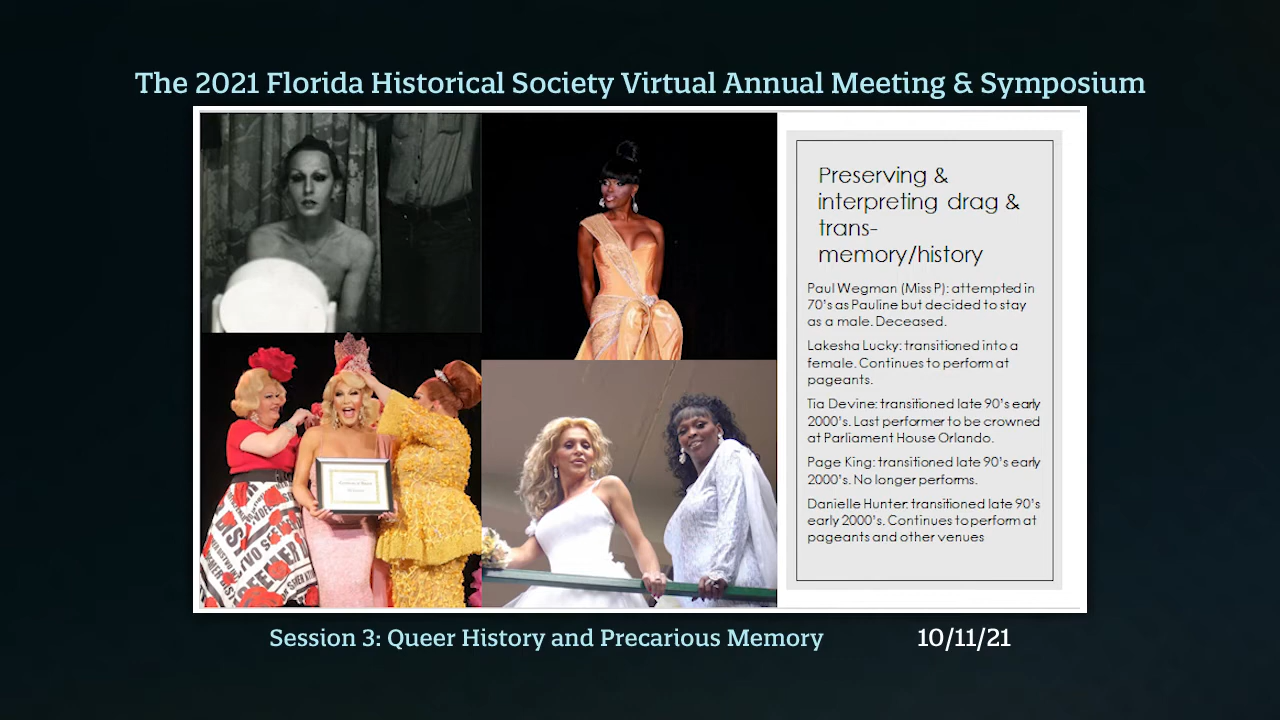 The 2021 Florida Historical Society Virtual Annual Meeting & Symposium
Preserving &
interpreting drag &
trans-
memory/history
Paul Wegman (Miss P): attempted in
70's as Pauline but decided to stay
as a male. Deceased.
Lakesha Lucky: transitioned into a
female. Continues to perform at
pageants.
Tia Devine: transitioned late 90's early
2000's. Last performer to be crowned
at Parliament House Orlando.
Page King: transitioned late 90's early
2000's. No longer performs.
Danielle Hunter: transitioned late 90's
early 2000's. Continues to perform at
pageants and other venues
Session 3: Queer History and Precarious Memory 10/11/21